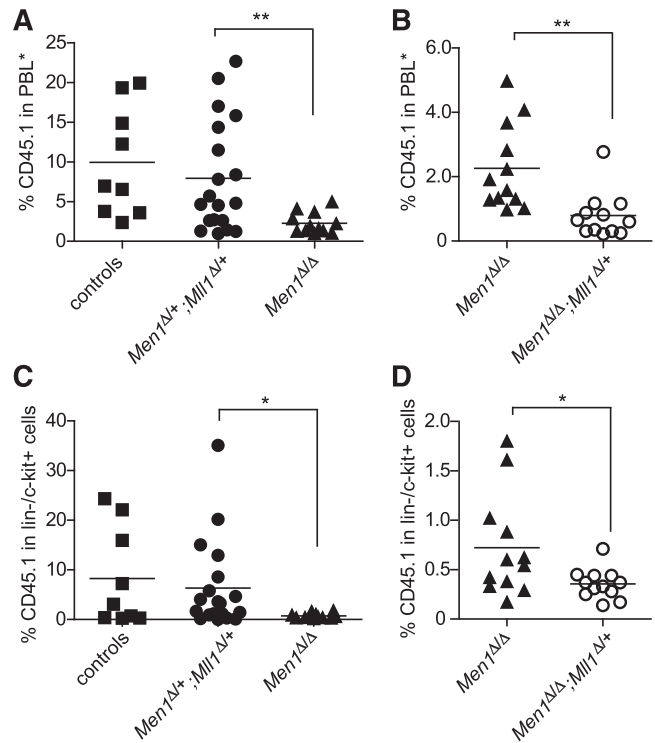 A
% CD45.1 in PBL*
25
20
15
10
5
0
**
controls
Men1Δ/+;Mll1Δ/+
Men1Δ/Δ
B
% CD45.1 in PBL*
6.0
4.0
2.0
0
**
Men1Δ/Δ
Men1Δ/Δ;Mll1Δ/+
C
% CD45.1 in lin-/c-kit+ cells
40
30
20
10
0
*
controls
Men1Δ/+;Mll1Δ/+
Men1Δ/Δ
D
% CD45.1 in lin-/c-kit+ cells
2.0
1.5
1.0
0.5
0
*
Men1Δ/Δ
Men1Δ/Δ;Mll1Δ/+